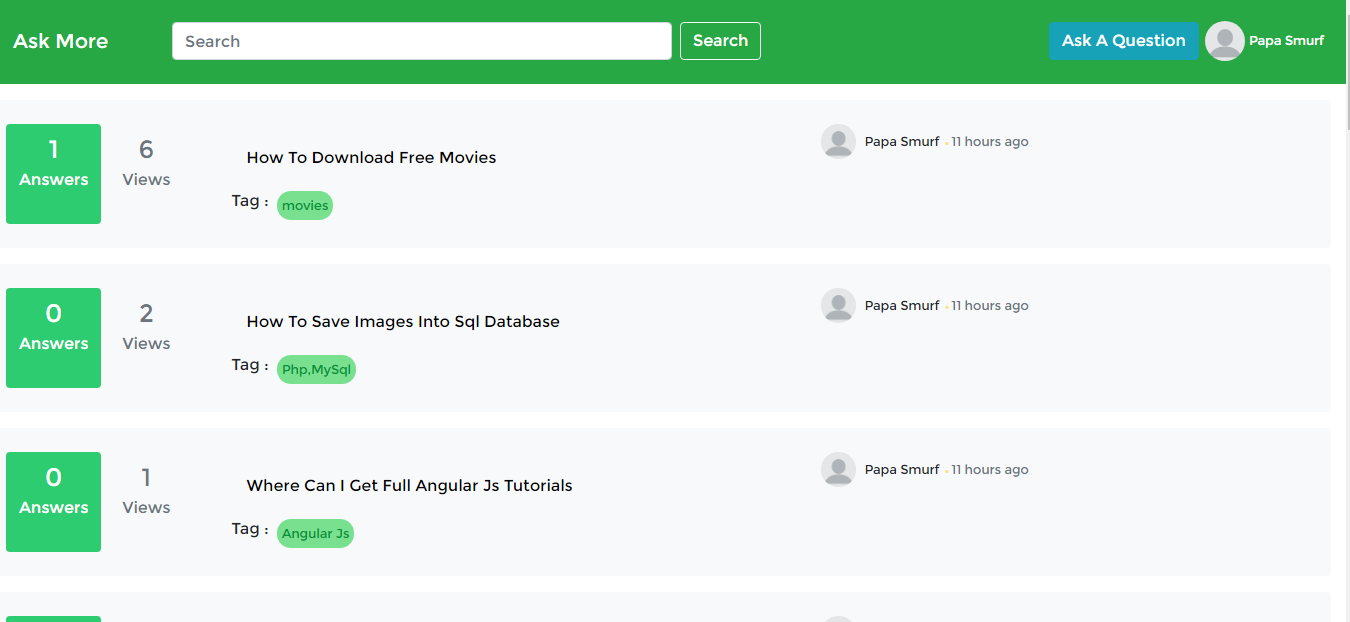 Ask More Search Search Ask A Question Papa Smurf
1 6 How To Download Free Movies Papa Smurf 11 hours ago
Answers Views
Tag : movies
0 2 How To Save Images Into Sql Database Papa Smurf 11 hours ago
Answers Views
Tag : Php,MySql
0 1 Where Can I Get Full Angular Js Tutorials Papa Smurf 11 hours ago
Answers Views
Tag : Angular Js